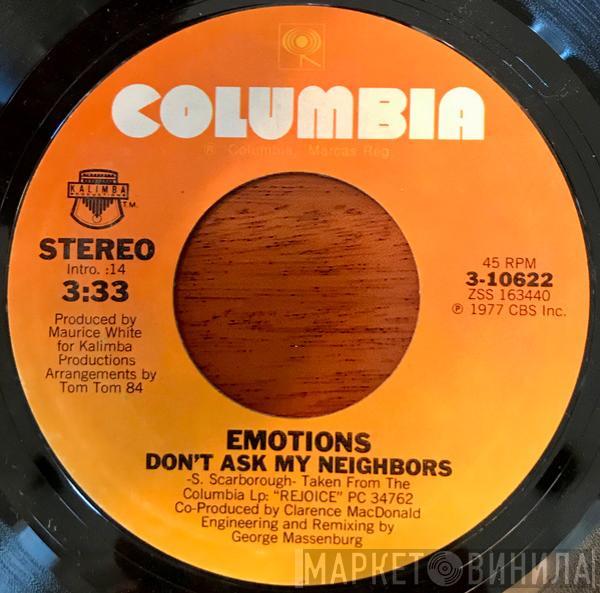 COLUMBIA
® Columbia, Marcas Reg.
KALIMBA
PRODUCTIONS
TM.
STEREO
Intro. :14
3:33
Produced by
Maurice White
for Kalimba
Productions
Arrangements by
Tom Tom 84
45 RPM
3-10622
ZSS 163440
℗ 1977 CBS Inc.
EMOTIONS
DON'T ASK MY NEIGHBORS
-S. Scarborough- Taken From The
Columbia Lp: "REJOICE" PC 34762
Co-Produced by Clarence MacDonald
Engineering and Remixing by
George Massenburg
МАРКЕТ ВИНИЛА